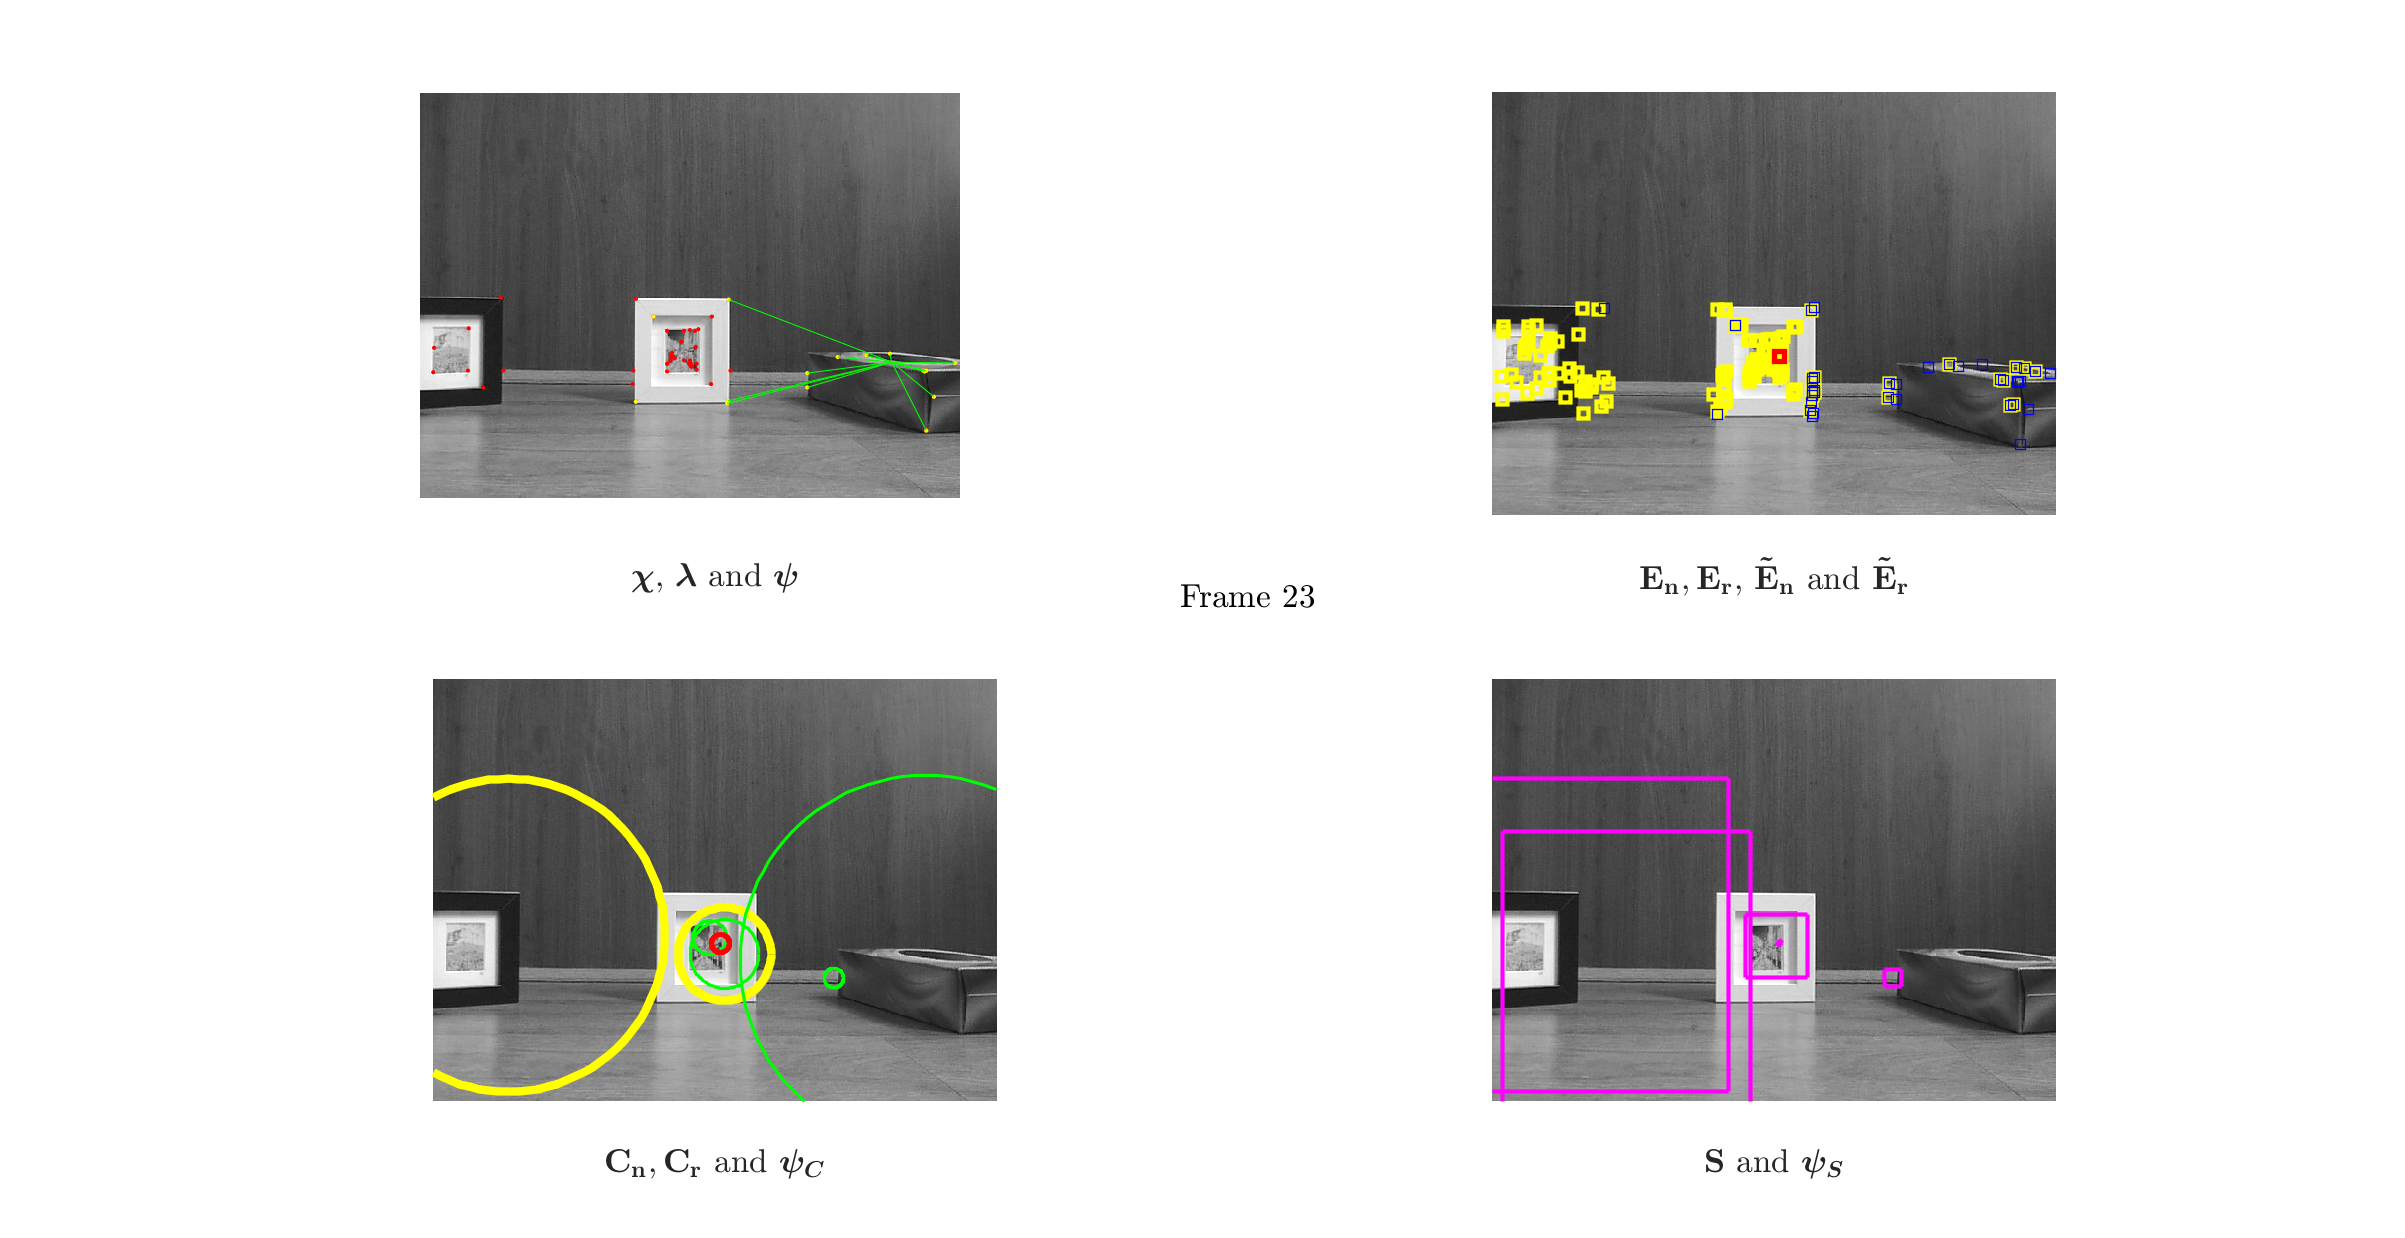 χ, λ and ψ
E_n, E_r, Ẽ_n and Ẽ_r
Frame 23
C_n, C_r and ψ_C
S and ψ_S